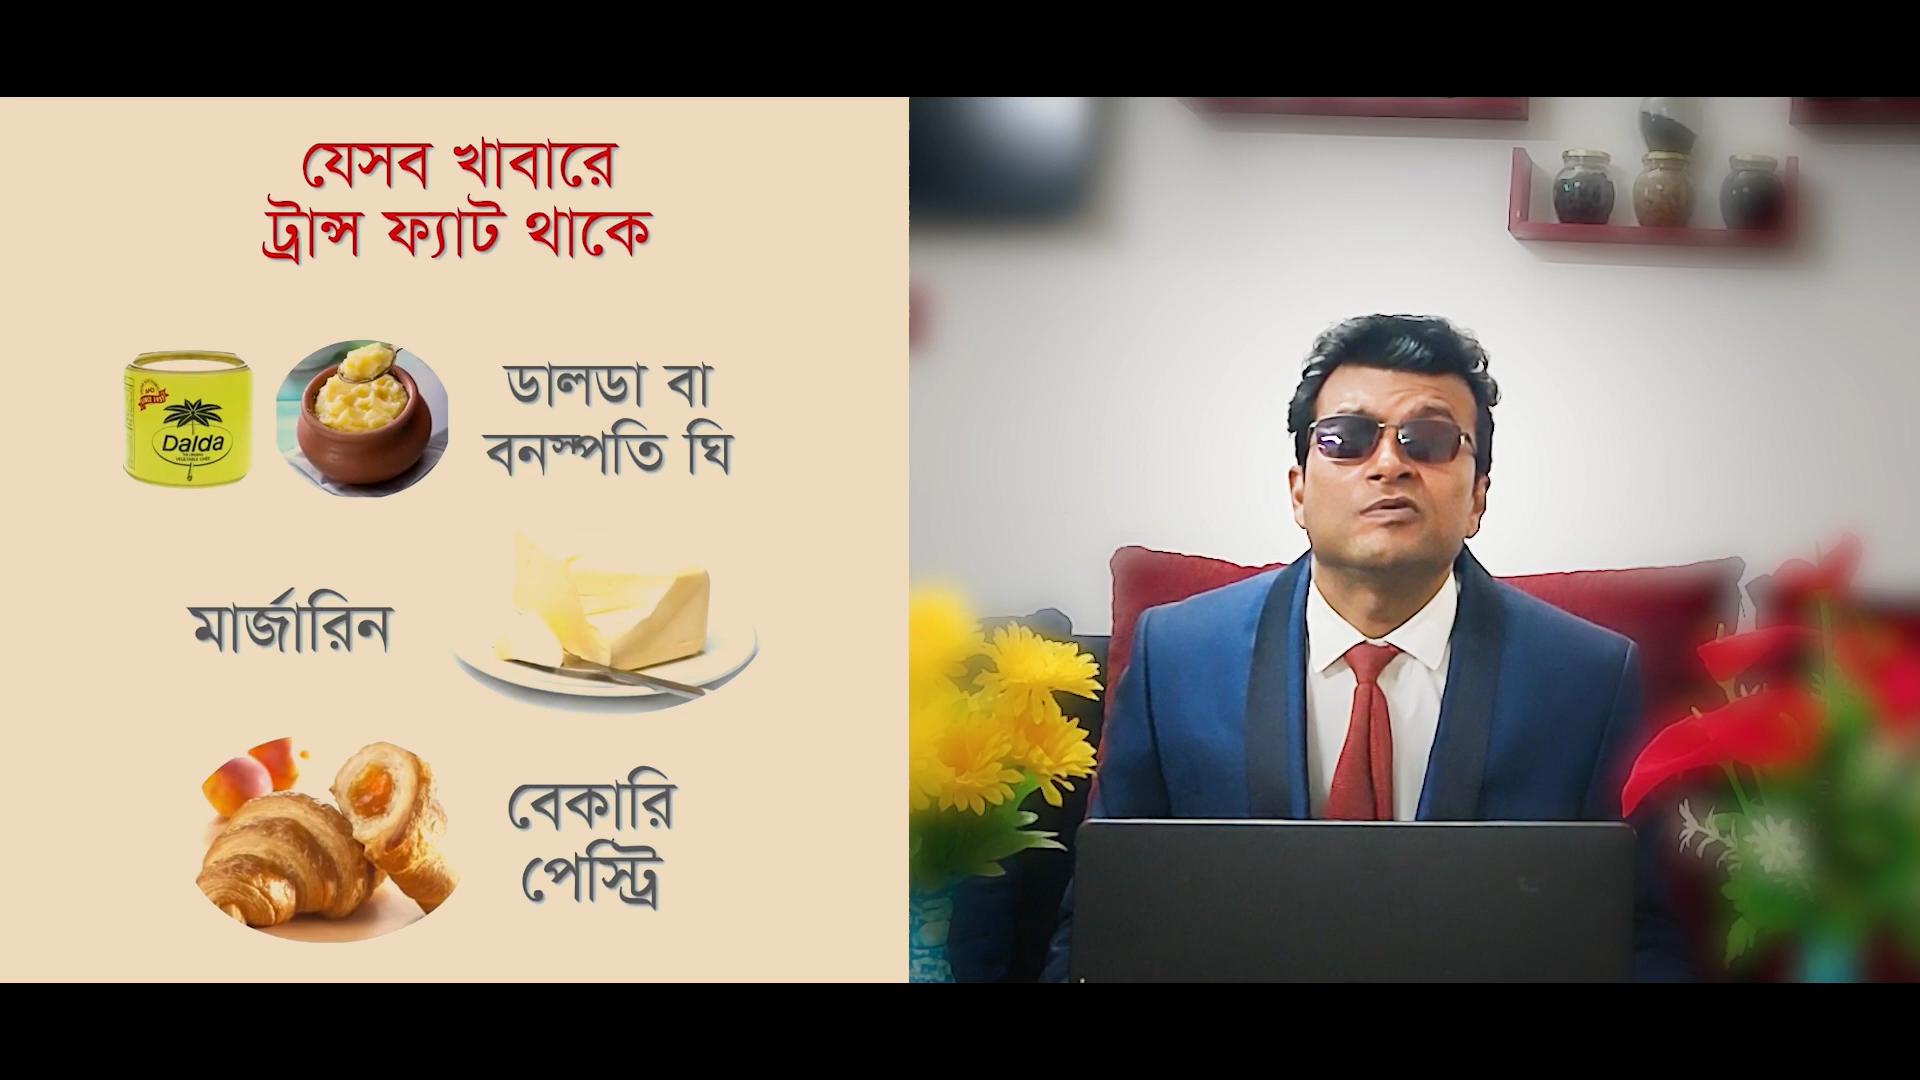 যেসব খাবারে
ট্রান্স ফ্যাট থাকে
Dalda
ডালডা বা
বনস্পতি ঘি
মার্জারিন
বেকারি
পেস্ট্রি